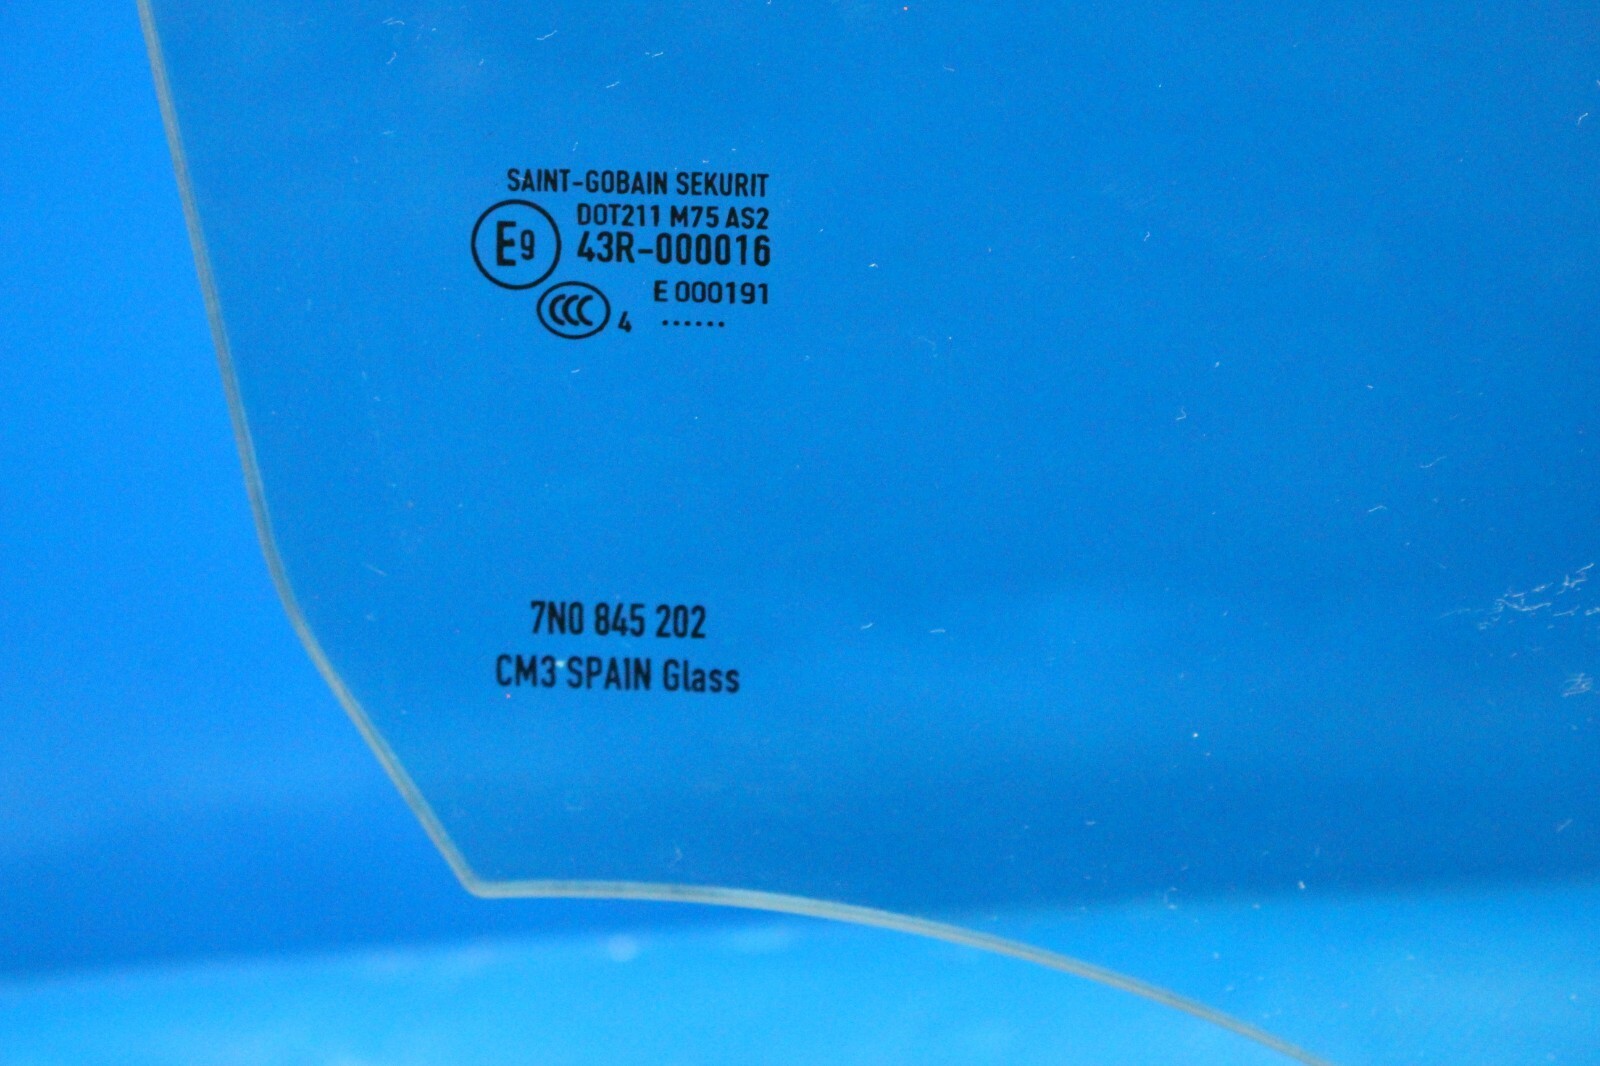 SAINT-GOBAIN SEKURIT
DOT211 M75 AS2
E9 43R-000016
E 000191
CCC 4 ......
7N0 845 202
CM3 SPAIN Glass